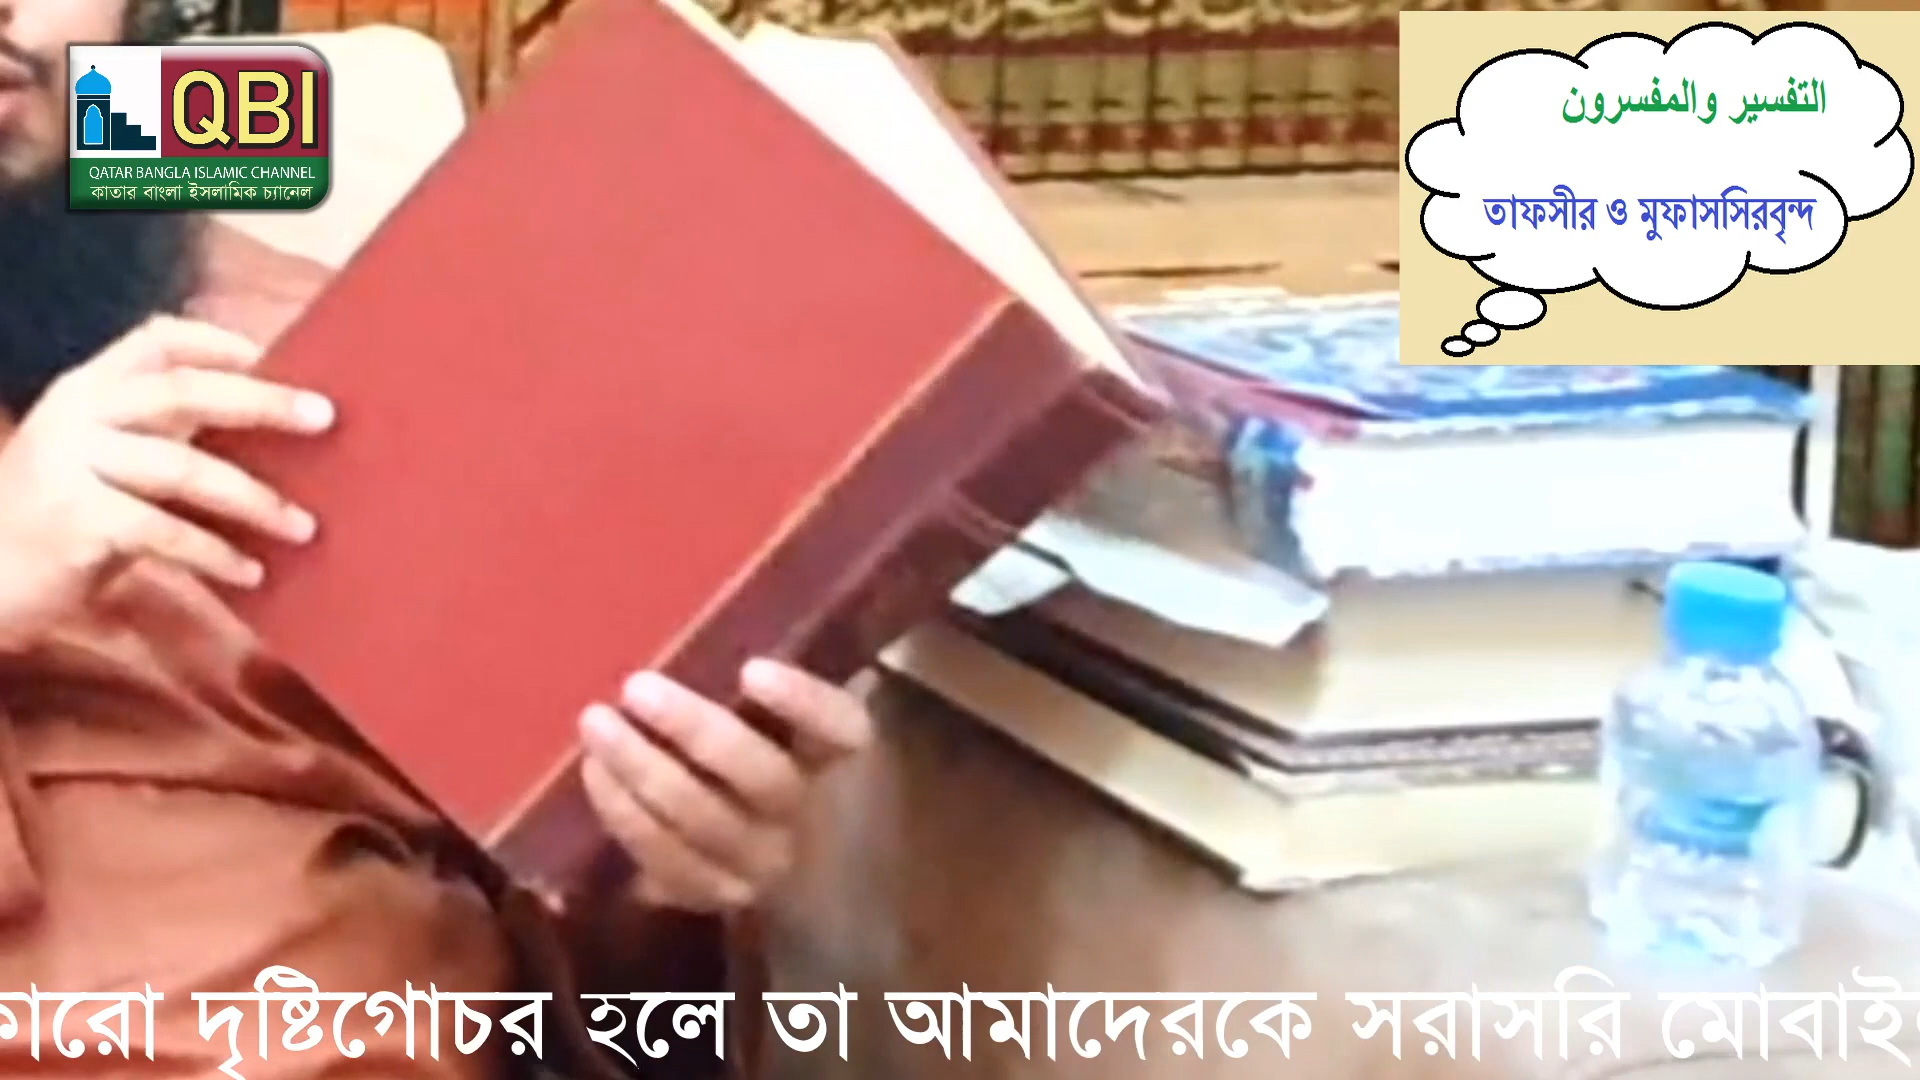 QBI
QATAR BANGLA ISLAMIC CHANNEL
কাতার বাংলা ইসলামিক চ্যানেল
التفسير والمفسرون
তাফসীর ও মুফাসসিরবৃন্দ
কারো দৃষ্টিগোচর হলে তা আমাদেরকে সরাসরি